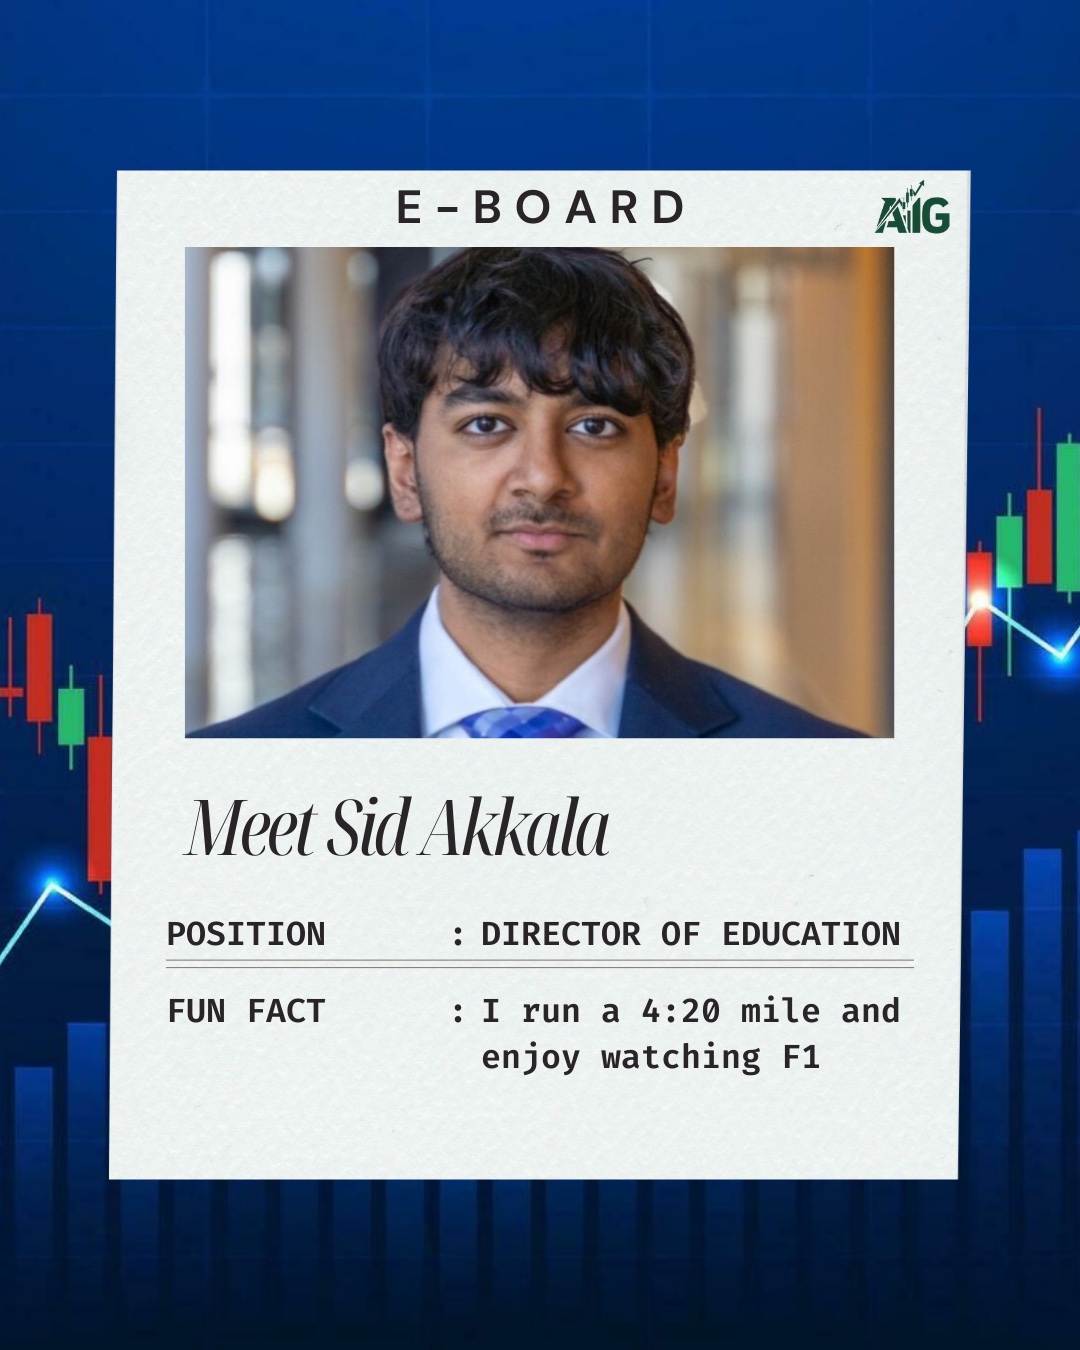 E-BOARD
AIG
Meet Sid Akkala
POSITION : DIRECTOR OF EDUCATION
FUN FACT : I run a 4:20 mile and
enjoy watching F1